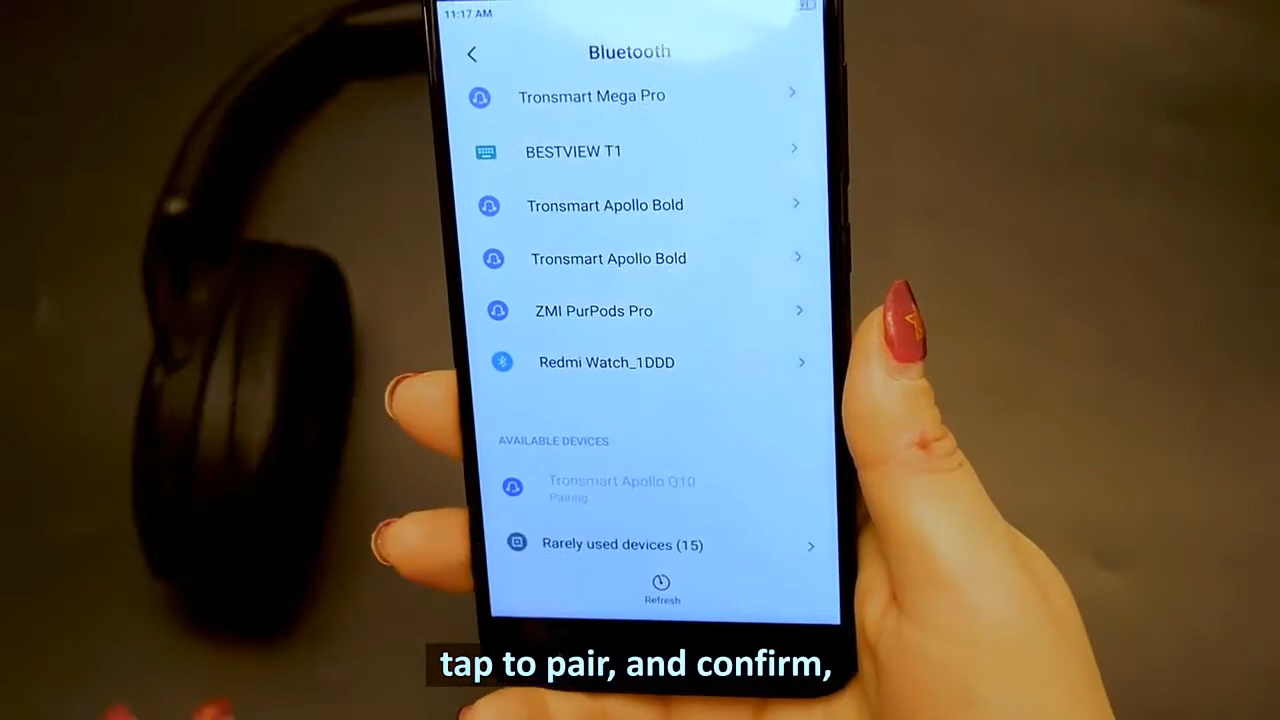 11:17 AM
91
Bluetooth
Tronsmart Mega Pro
BESTVIEW T1
Tronsmart Apollo Bold
Tronsmart Apollo Bold
ZMI PurPods Pro
Redmi Watch_1DDD
AVAILABLE DEVICES
Tronsmart Apollo Q10
Pairing
Rarely used devices (15)
Refresh
tap to pair, and confirm,